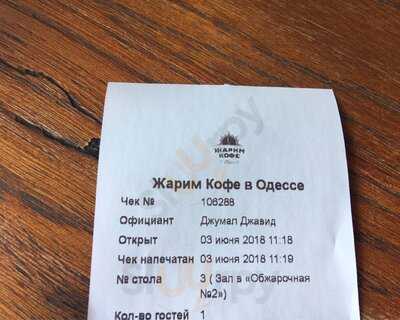 ЖАРИМ
КОФЕ
Жарим Кофе в Одессе
Чек № 106288
Официант Джумал Джавид
Открыт 03 июня 2018 11:18
Чек напечатан 03 июня 2018 11:19
№ стола 3 ( Зал в «Обжарочная
№2»)
Кол-во гостей 1